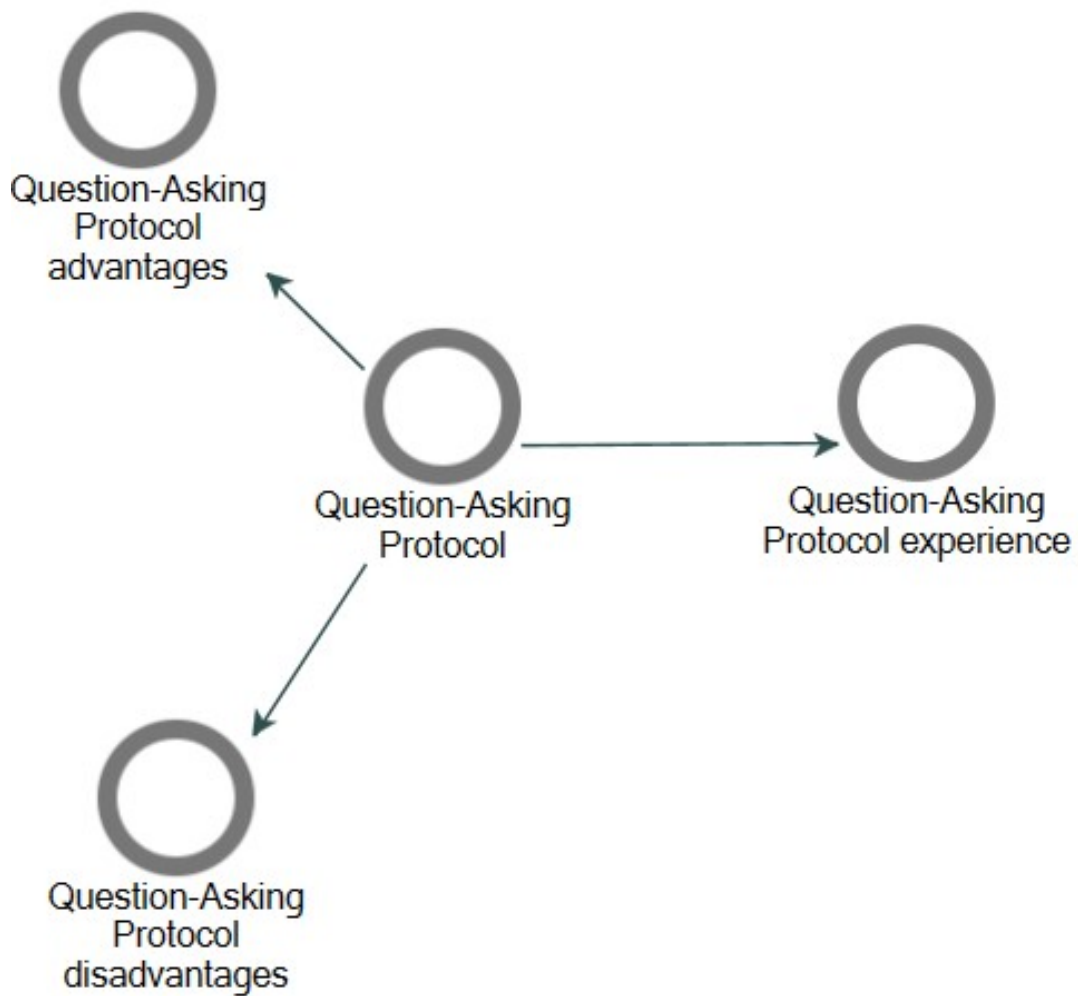 Question-Asking
Protocol
advantages
Question-Asking
Protocol
Question-Asking
Protocol experience
Question-Asking
Protocol
disadvantages